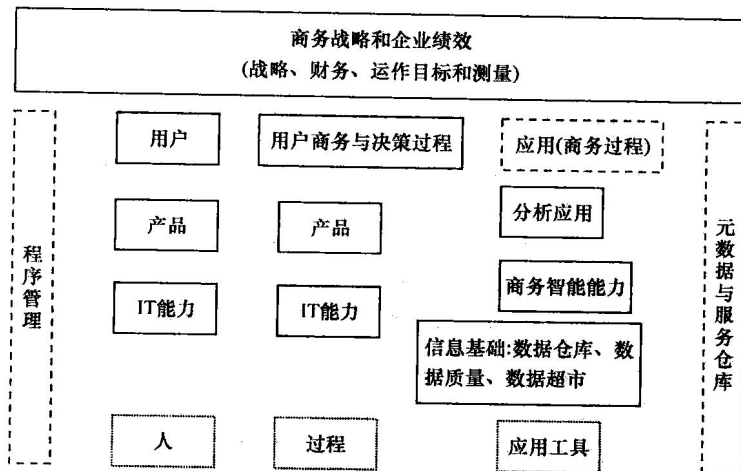 商务战略和企业绩效
(战略、财务、运作目标和测量)
用户
用户商务与决策过程
应用(商务过程)
产品
产品
分析应用
程序管理
元数据与服务仓库
IT能力
IT能力
商务智能能力
信息基础:数据仓库、数
据质量、数据超市
人
过程
应用工具